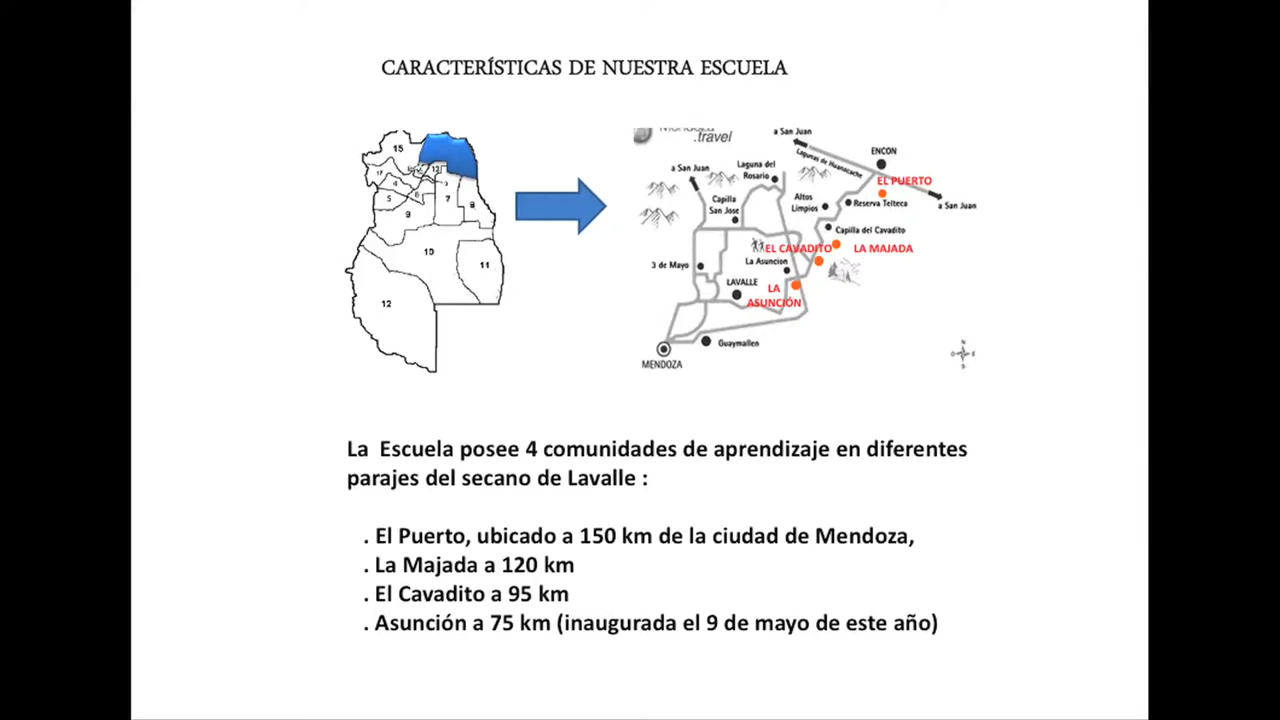 CARACTERÍSTICAS DE NUESTRA ESCUELA
15
13
17
4
3
6
5
7
8
9
10
11
12
.travel
a San Juan
Lagunas de Huanacache
ENCON
EL PUERTO
a San Juan
a San Juan
Laguna del
Rosario
Capilla
San Jose
Altos
Limpios
Reserva Telteca
Capilla del Cavadito
EL CAVADITO
LA MAJADA
3 de Mayo
La Asuncion
LAVALLE
LA
ASUNCIÓN
Guaymallen
MENDOZA
N
O
E
S
La Escuela posee 4 comunidades de aprendizaje en diferentes
parajes del secano de Lavalle :
. El Puerto, ubicado a 150 km de la ciudad de Mendoza,
. La Majada a 120 km
. El Cavadito a 95 km
. Asunción a 75 km (inaugurada el 9 de mayo de este año)